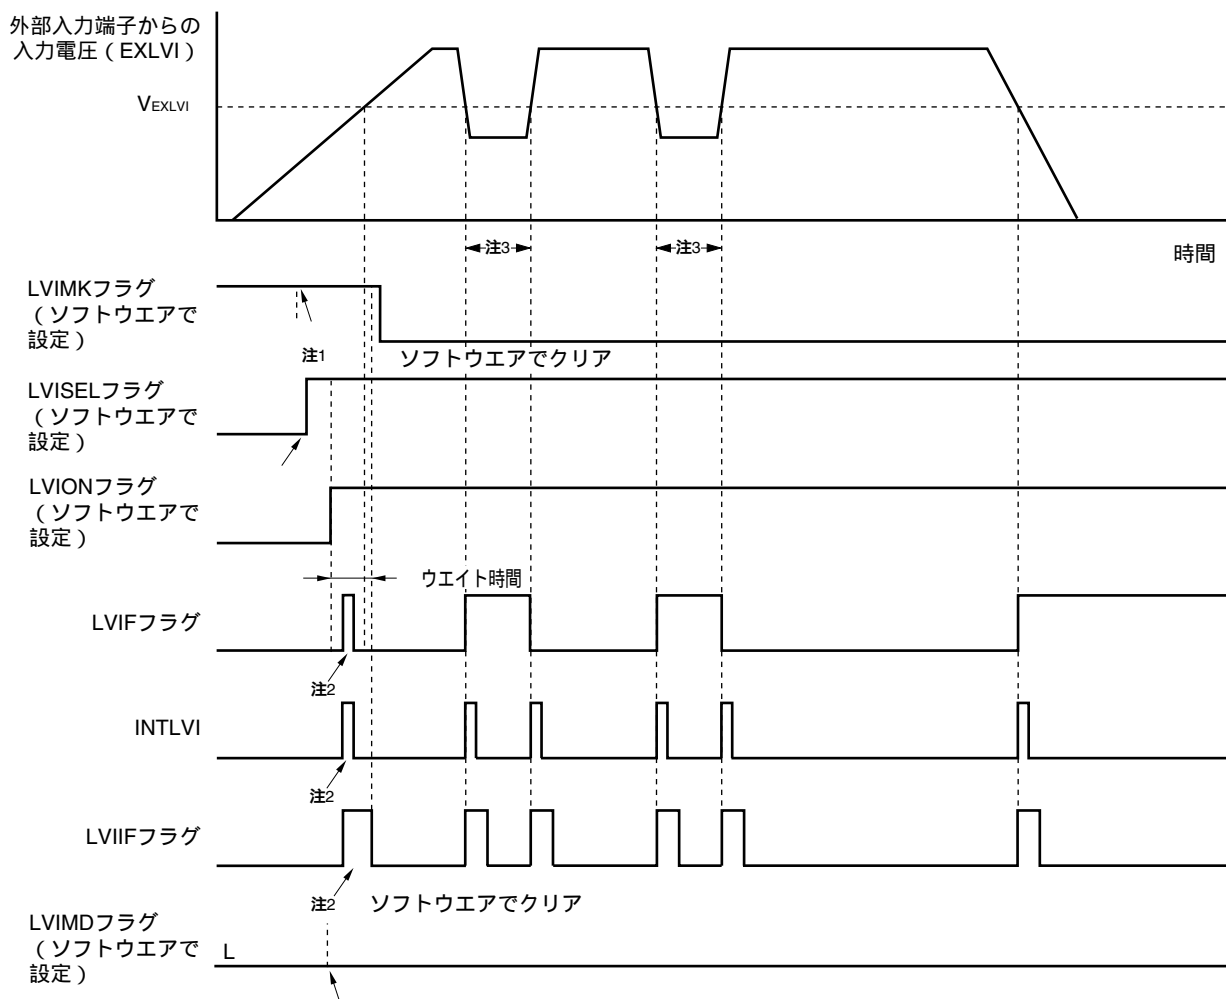 外部入力端子からの
入力電圧（EXLVI）
VEXLVI
注3
注3
時間
LVIMKフラグ
（ソフトウエアで
設定）
注1
ソフトウエアでクリア
LVISELフラグ
（ソフトウエアで
設定）
LVIONフラグ
（ソフトウエアで
設定）
ウエイト時間
LVIFフラグ
注2
INTLVI
注2
LVIIFフラグ
注2
ソフトウエアでクリア
LVIMDフラグ
（ソフトウエアで
設定）
L